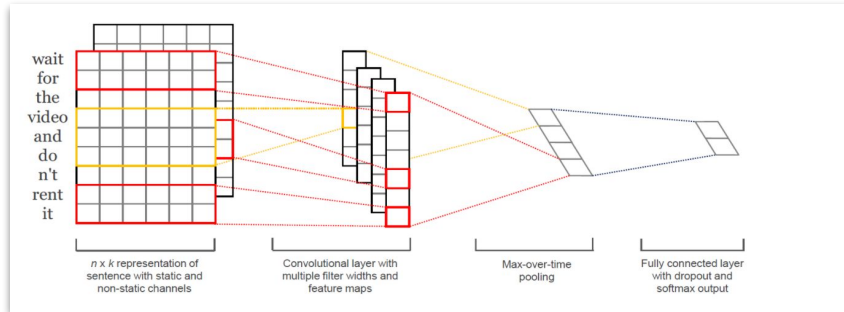 wait
for
the
video
and
do
n't
rent
it
n x k representation of
sentence with static and
non-static channels
Convolutional layer with
multiple filter widths and
feature maps
Max-over-time
pooling
Fully connected layer
with dropout and
softmax output